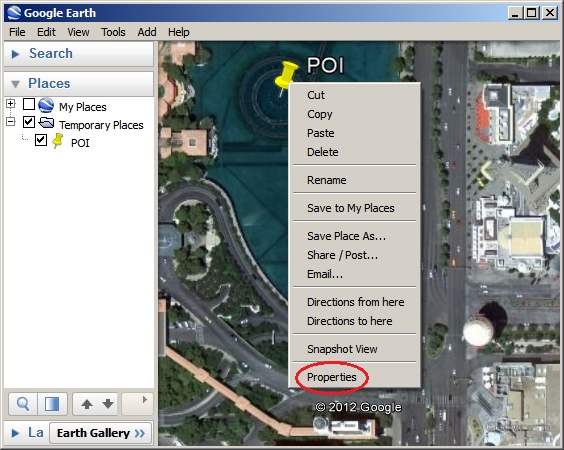 Google Earth
File Edit View Tools Add Help
Search
Places
My Places
Temporary Places
POI
POI
Cut
Copy
Paste
Delete
Rename
Save to My Places
Save Place As...
Share / Post...
Email...
Directions from here
Directions to here
Snapshot View
Properties
© 2012 Google
La
Earth Gallery »